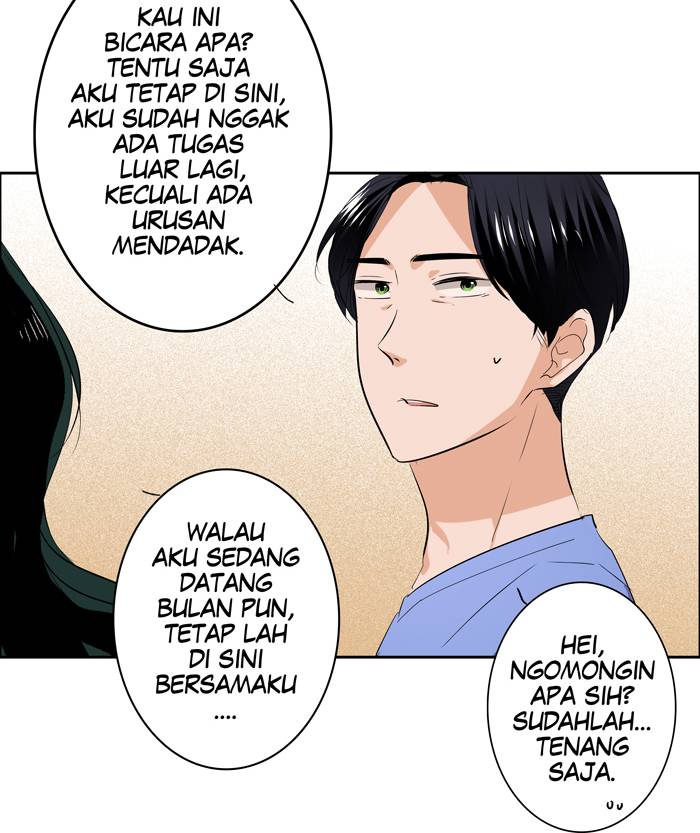 KAU INI
BICARA APA?
TENTU SAJA
AKU TETAP DI SINI,
AKU SUDAH NGGAK
ADA TUGAS
LUAR LAGI,
KECUALI ADA
URUSAN
MENDADAK.
WALAU
AKU SEDANG
DATANG
BULAN PUN,
TETAP LAH
DI SINI
BERSAMAKU
....
HEI,
NGOMONGIN
APA SIH?
SUDAHLAH...
TENANG
SAJA.